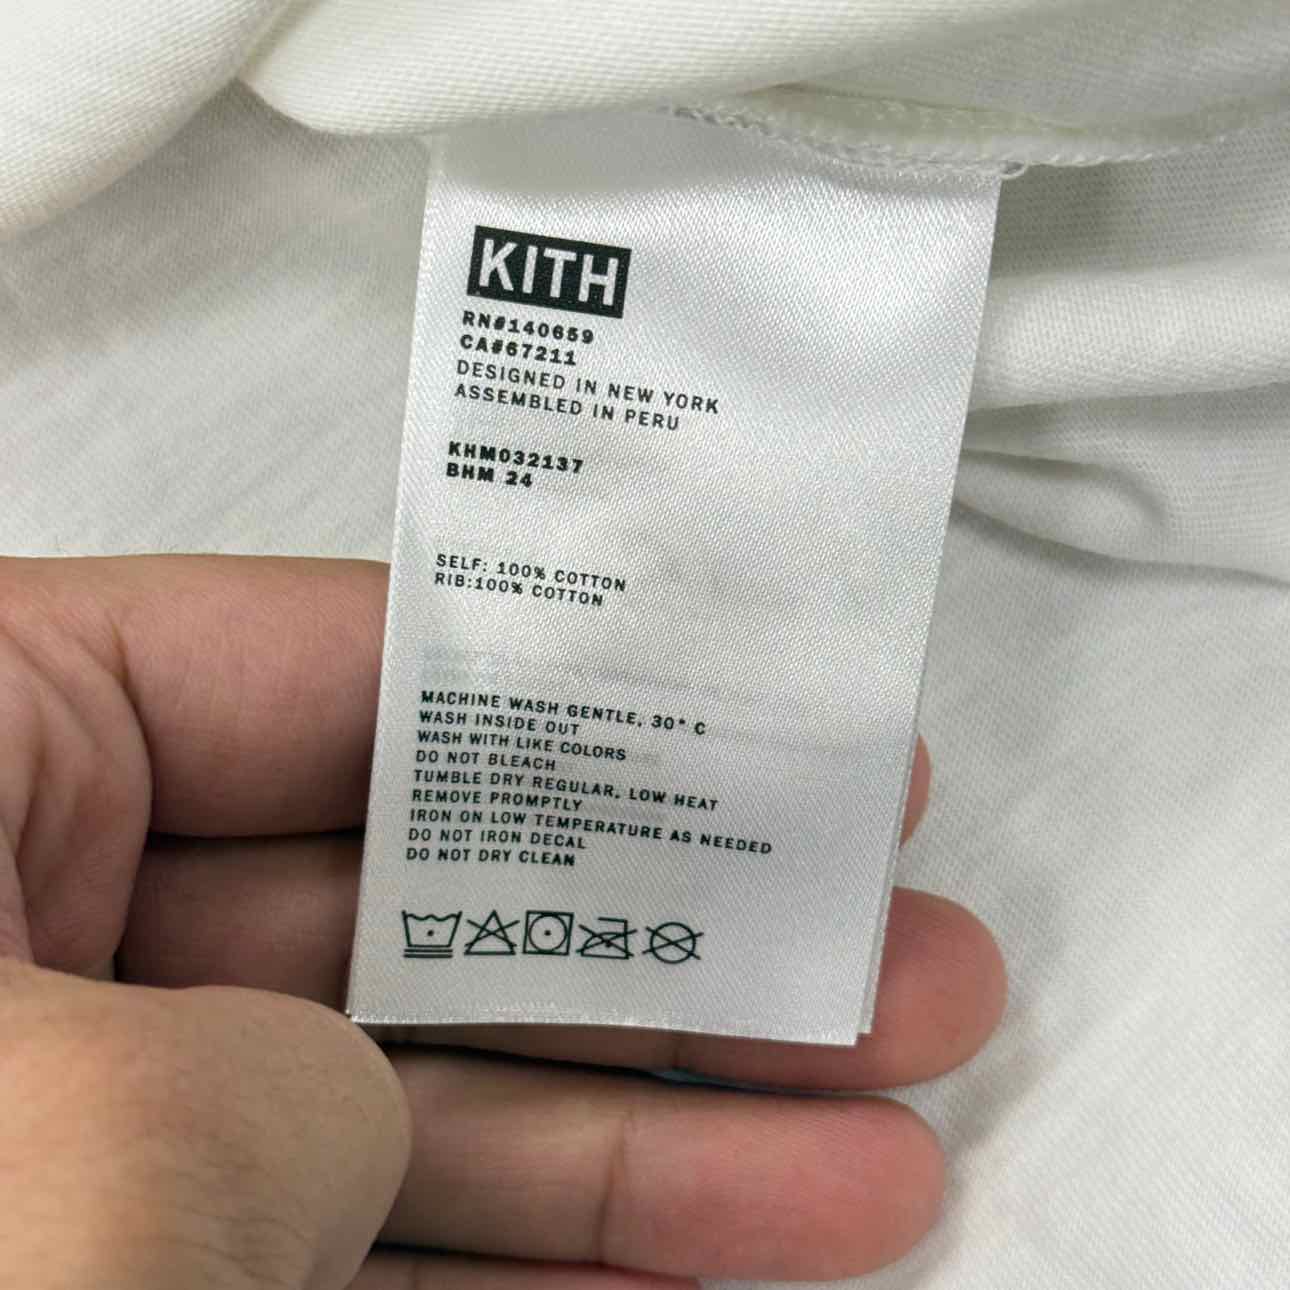 KITH
RN#140659
CA#67211
DESIGNED IN NEW YORK
ASSEMBLED IN PERU
KHM032137
BHM 24
SELF: 100% COTTON
RIB:100% COTTON
MACHINE WASH GENTLE, 30° C
WASH INSIDE OUT
WASH WITH LIKE COLORS
DO NOT BLEACH
TUMBLE DRY REGULAR, LOW HEAT
REMOVE PROMPTLY
IRON ON LOW TEMPERATURE AS NEEDED
DO NOT IRON DECAL
DO NOT DRY CLEAN